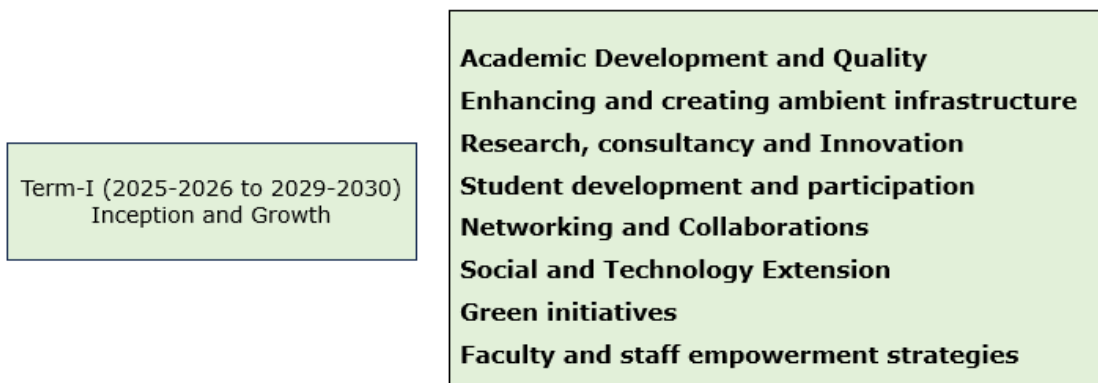 Term-I (2025-2026 to 2029-2030)
Inception and Growth
Academic Development and Quality
Enhancing and creating ambient infrastructure
Research, consultancy and Innovation
Student development and participation
Networking and Collaborations
Social and Technology Extension
Green initiatives
Faculty and staff empowerment strategies